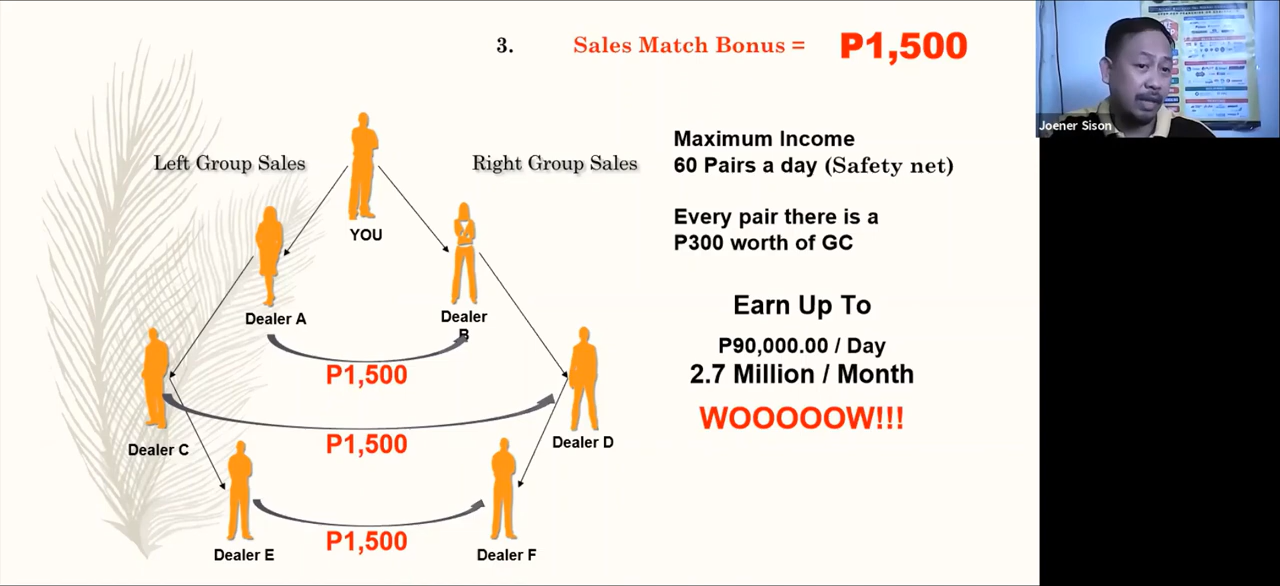 3. Sales Match Bonus = P1,500
Joener Sison
Left Group Sales
Right Group Sales
Maximum Income
60 Pairs a day (Safety net)
Every pair there is a
P300 worth of GC
YOU
Dealer A
Dealer
B
P1,500
Earn Up To
P90,000.00 / Day
2.7 Million / Month
WOOOOOW!!!
Dealer C
P1,500
Dealer D
Dealer E
P1,500
Dealer F